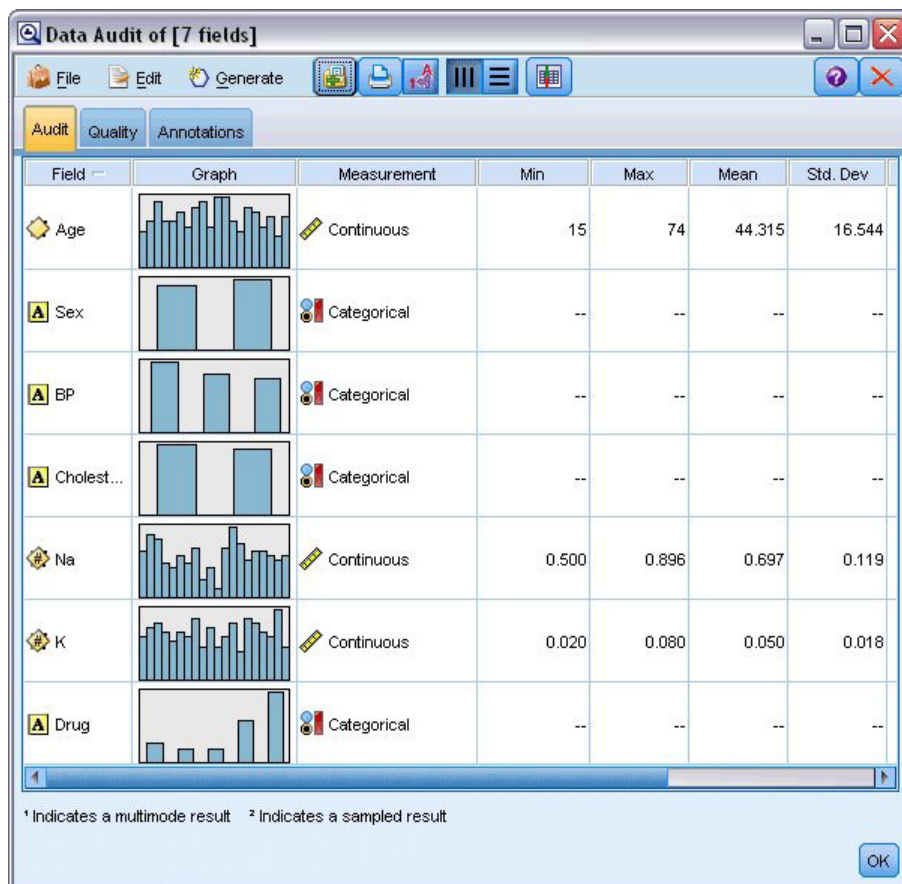 Data Audit of [7 fields]
File Edit Generate
Audit Quality Annotations
Field Graph Measurement Min Max Mean Std. Dev
Age Continuous 15 74 44.315 16.544
A Sex Categorical -- -- -- --
A BP Categorical -- -- -- --
A Cholest... Categorical -- -- -- --
# Na Continuous 0.500 0.896 0.697 0.119
# K Continuous 0.020 0.080 0.050 0.018
A Drug Categorical -- -- -- --
¹ Indicates a multimode result ² Indicates a sampled result
OK